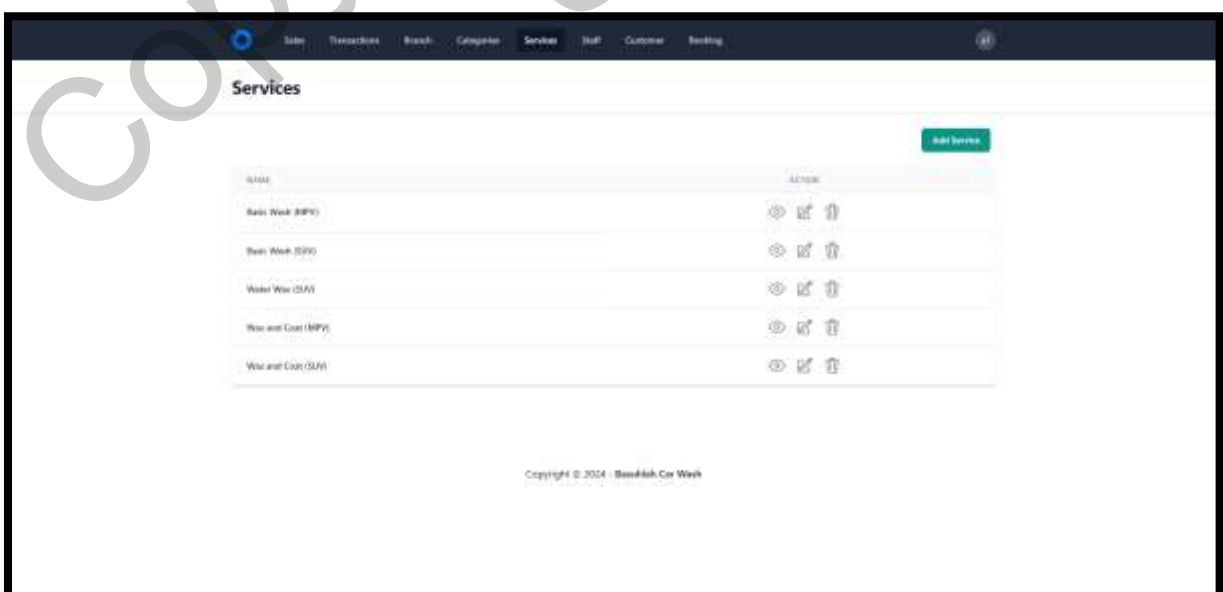 Cop
Sales Transactions Branch Categories Services Staff Customer Booking
Services
Add Service
NAME ACTION
Basic Wash (MPV)
Basic Wash (SUV)
Water Wax (SUV)
Wax and Coat (MPV)
Wax and Coat (SUV)
Copyright © 2024 - Car Wash